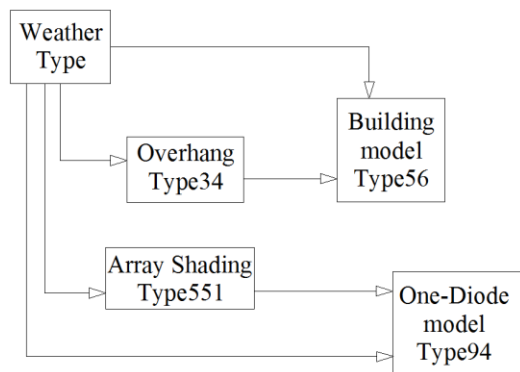 Weather
Type
Overhang
Type34
Building
model
Type56
Array Shading
Type551
One-Diode
model
Type94